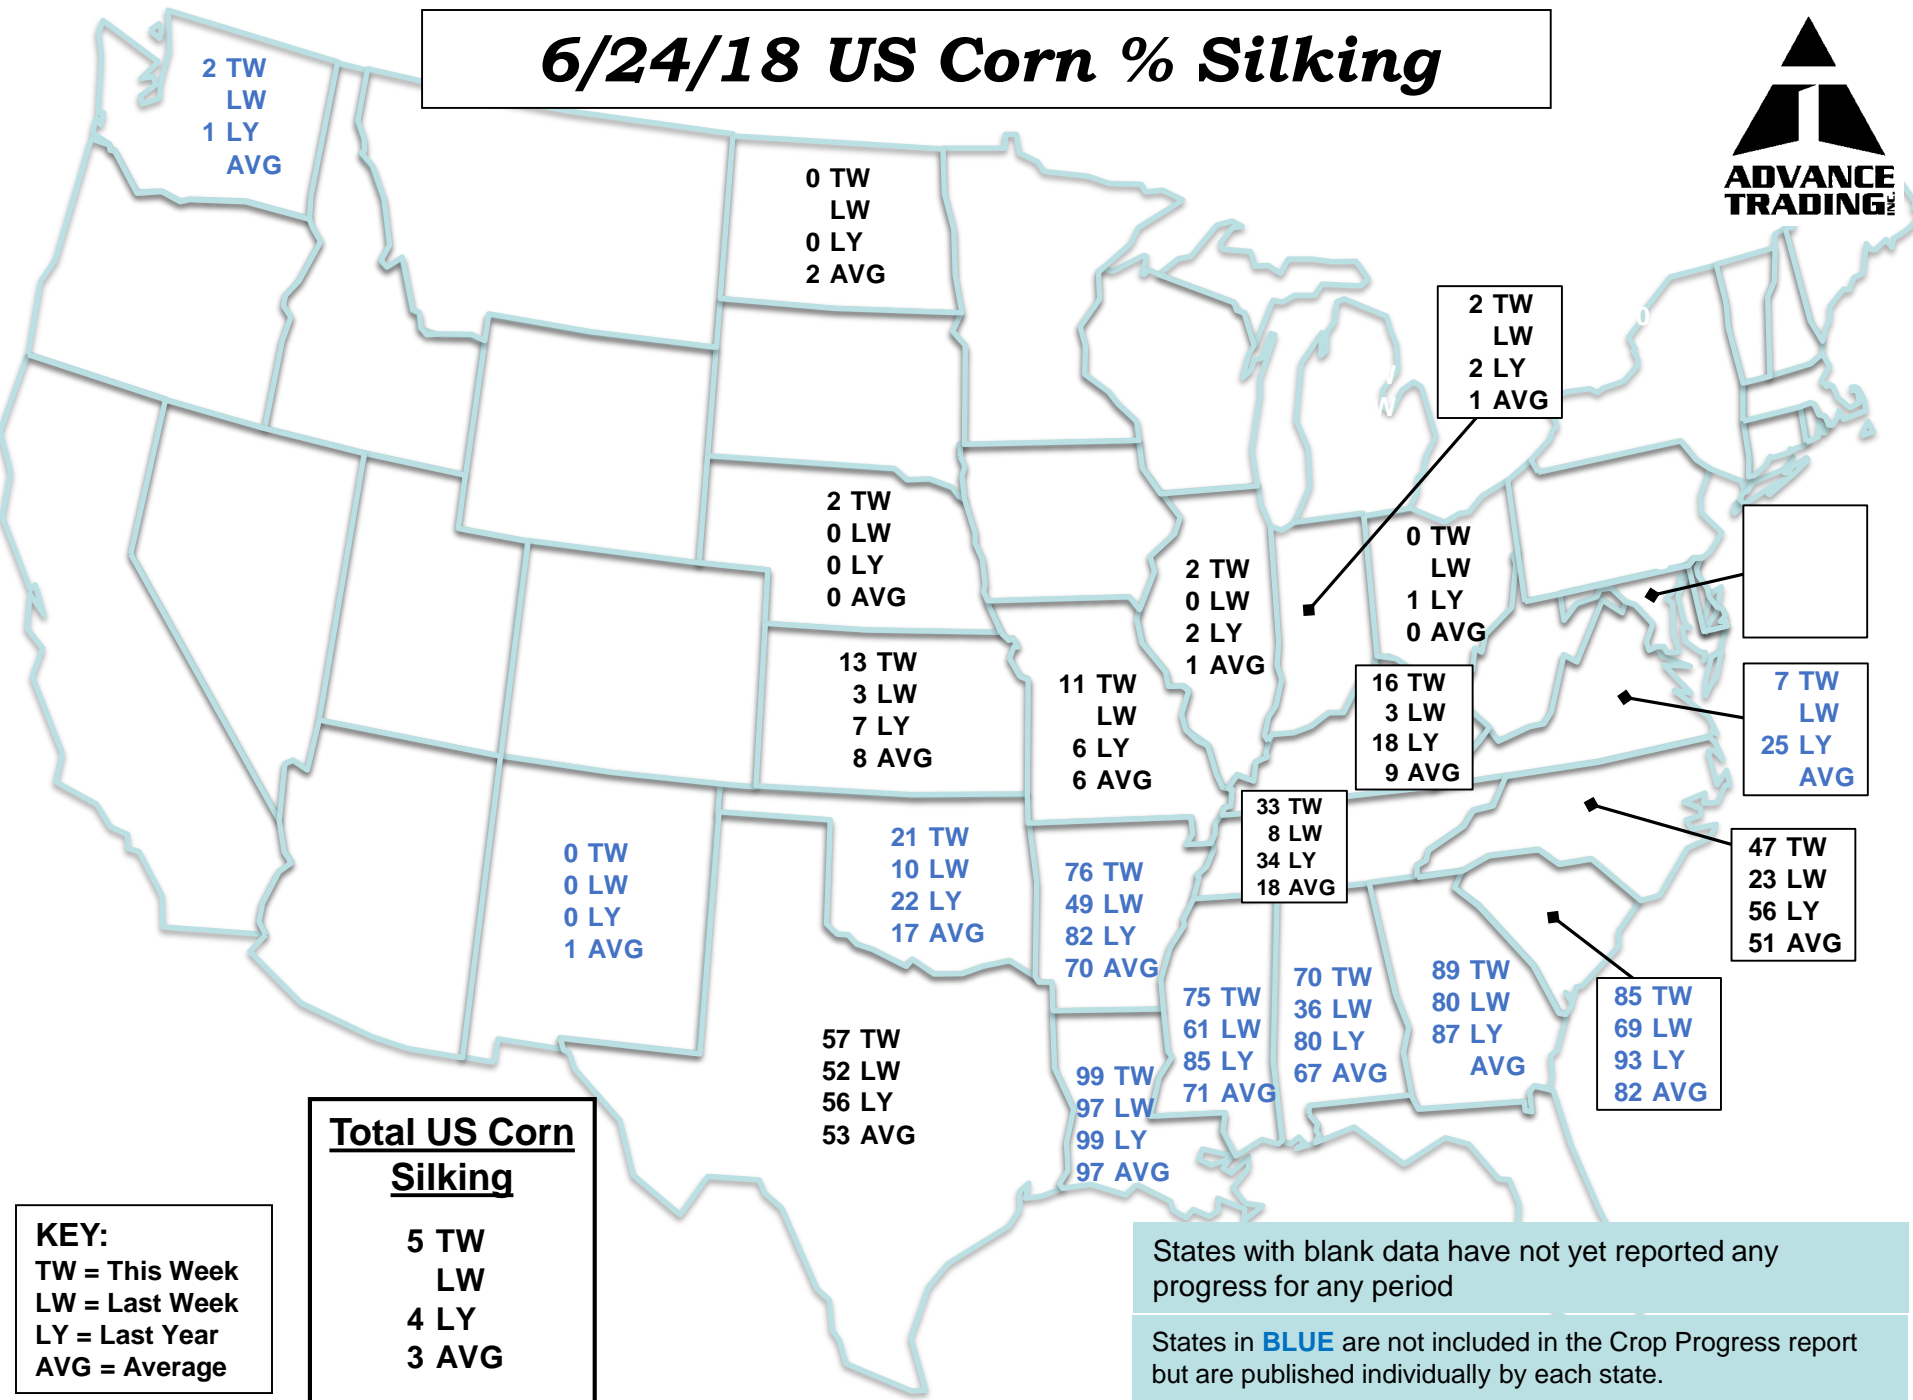 6/24/18 US Corn % Silking
ADVANCE
TRADING INC.
2 TW
LW
1 LY
AVG
0 TW
LW
0 LY
2 AVG
2 TW
LW
2 LY
1 AVG
0
W
2 TW
0 LW
0 LY
0 AVG
2 TW
0 LW
2 LY
1 AVG
0 TW
LW
1 LY
0 AVG
13 TW
3 LW
7 LY
8 AVG
11 TW
LW
6 LY
6 AVG
16 TW
3 LW
18 LY
9 AVG
7 TW
LW
25 LY
AVG
33 TW
8 LW
34 LY
18 AVG
47 TW
23 LW
56 LY
51 AVG
0 TW
0 LW
0 LY
1 AVG
21 TW
10 LW
22 LY
17 AVG
76 TW
49 LW
82 LY
70 AVG
75 TW
61 LW
85 LY
71 AVG
70 TW
36 LW
80 LY
67 AVG
89 TW
80 LW
87 LY
AVG
85 TW
69 LW
93 LY
82 AVG
57 TW
52 LW
56 LY
53 AVG
99 TW
97 LW
99 LY
97 AVG
Total US Corn
Silking
5 TW
LW
4 LY
3 AVG
KEY:
TW = This Week
LW = Last Week
LY = Last Year
AVG = Average
States with blank data have not yet reported any
progress for any period
States in BLUE are not included in the Crop Progress report
but are published individually by each state.